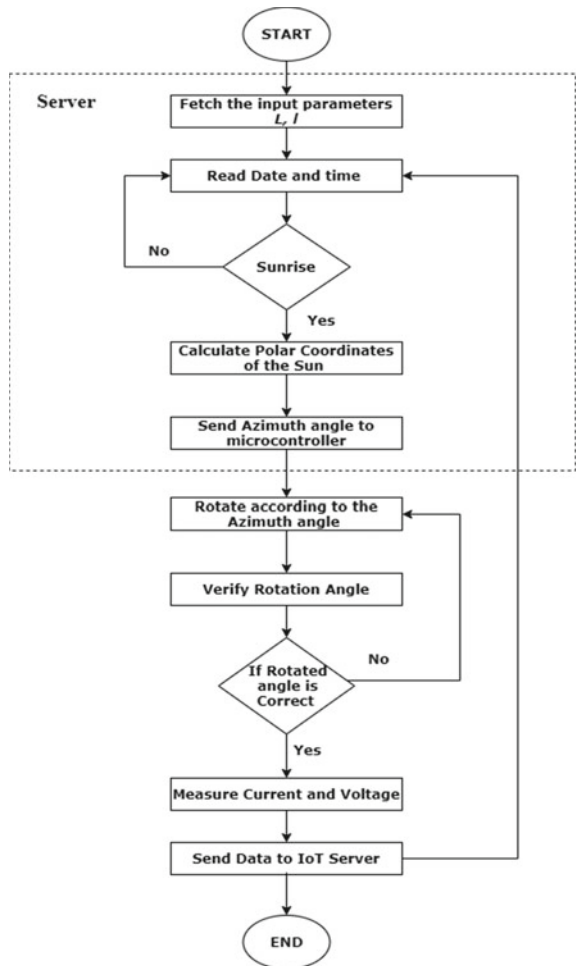 START
Server
Fetch the input parameters
L, l
Read Date and time
No
Sunrise
Yes
Calculate Polar Coordinates
of the Sun
Send Azimuth angle to
microcontroller
Rotate according to the
Azimuth angle
Verify Rotation Angle
If Rotated
angle is
Correct
No
Yes
Measure Current and Voltage
Send Data to IoT Server
END